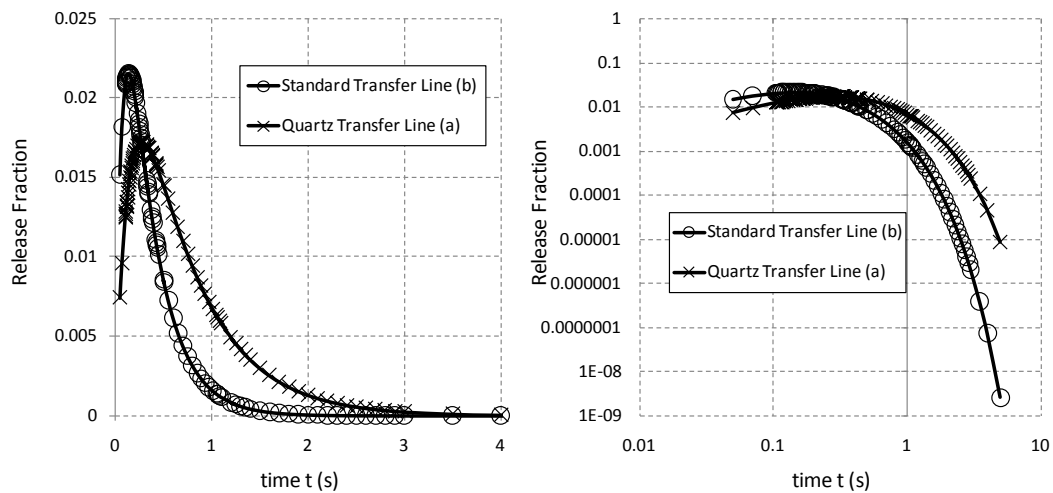 0.025
0.02
0.015
0.01
0.005
0
0
1
2
3
4
Release Fraction
time t (s)
Standard Transfer Line (b)
Quartz Transfer Line (a)
1
0.1
0.01
0.001
0.0001
0.00001
0.000001
0.0000001
1E-08
1E-09
0.01
0.1
1
10
Release Fraction
time t (s)
Standard Transfer Line (b)
Quartz Transfer Line (a)